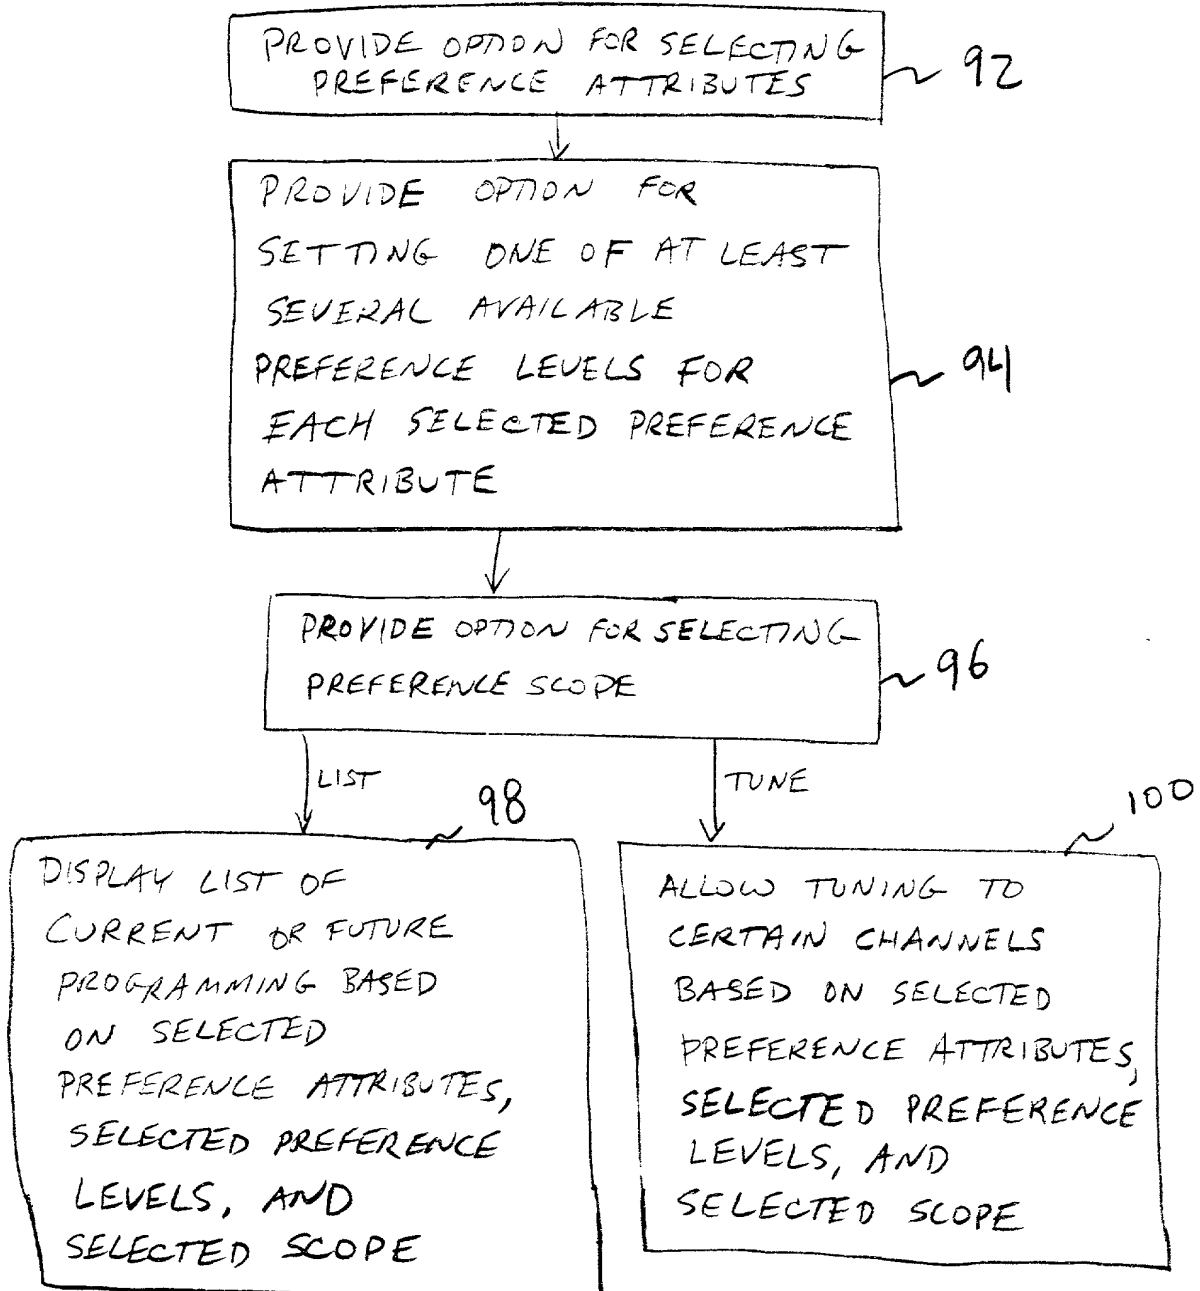 PROVIDE OPTION FOR SELECTING
PREFERENCE ATTRIBUTES
92
PROVIDE OPTION FOR
SETTING ONE OF AT LEAST
SEVERAL AVAILABLE
PREFERENCE LEVELS FOR
EACH SELECTED PREFERENCE
ATTRIBUTE
94
PROVIDE OPTION FOR SELECTING
PREFERENCE SCOPE
96
LIST
TUNE
98
DISPLAY LIST OF
CURRENT OR FUTURE
PROGRAMMING BASED
ON SELECTED
PREFERENCE ATTRIBUTES,
SELECTED PREFERENCE
LEVELS, AND
SELECTED SCOPE
100
ALLOW TUNING TO
CERTAIN CHANNELS
BASED ON SELECTED
PREFERENCE ATTRIBUTES,
SELECTED PREFERENCE
LEVELS, AND
SELECTED SCOPE